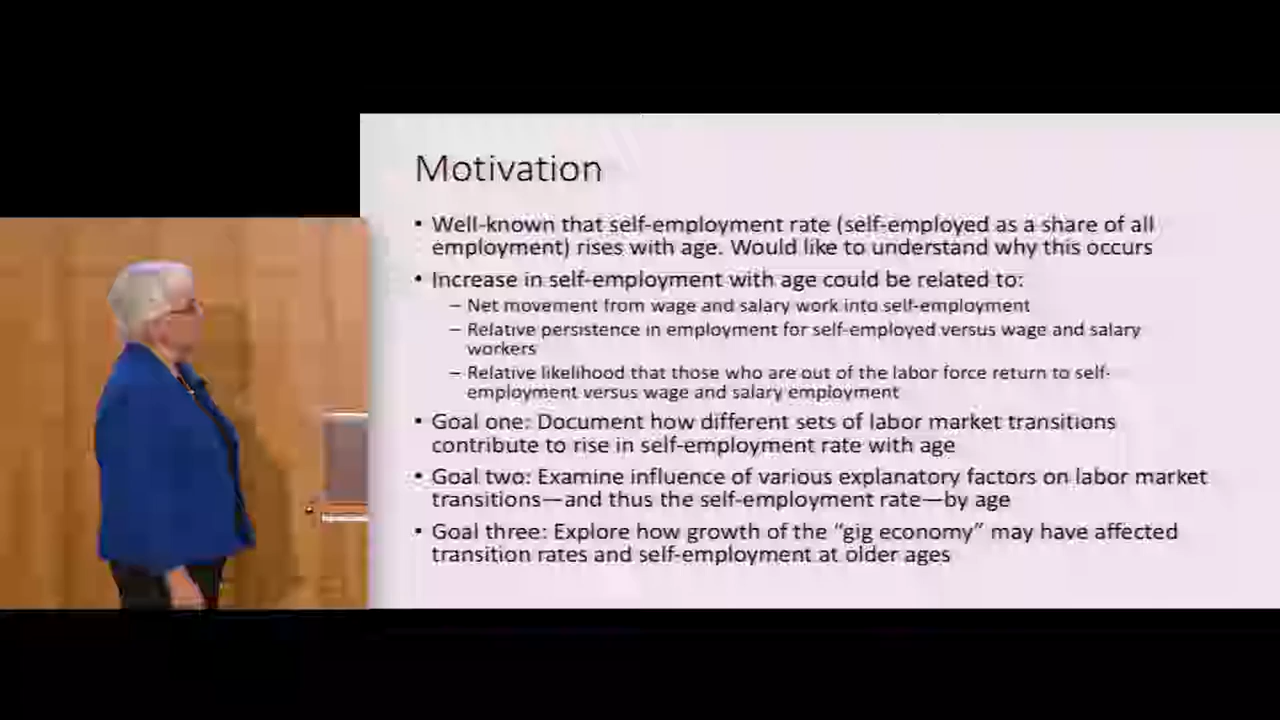 Motivation
• Well-known that self-employment rate (self-employed as a share of all
employment) rises with age. Would like to understand why this occurs
• Increase in self-employment with age could be related to:
– Net movement from wage and salary work into self-employment
– Relative persistence in employment for self-employed versus wage and salary
workers
– Relative likelihood that those who are out of the labor force return to self-
employment versus wage and salary employment
• Goal one: Document how different sets of labor market transitions
contribute to rise in self-employment rate with age
• Goal two: Examine influence of various explanatory factors on labor market
transitions—and thus the self-employment rate—by age
• Goal three: Explore how growth of the “gig economy” may have affected
transition rates and self-employment at older ages